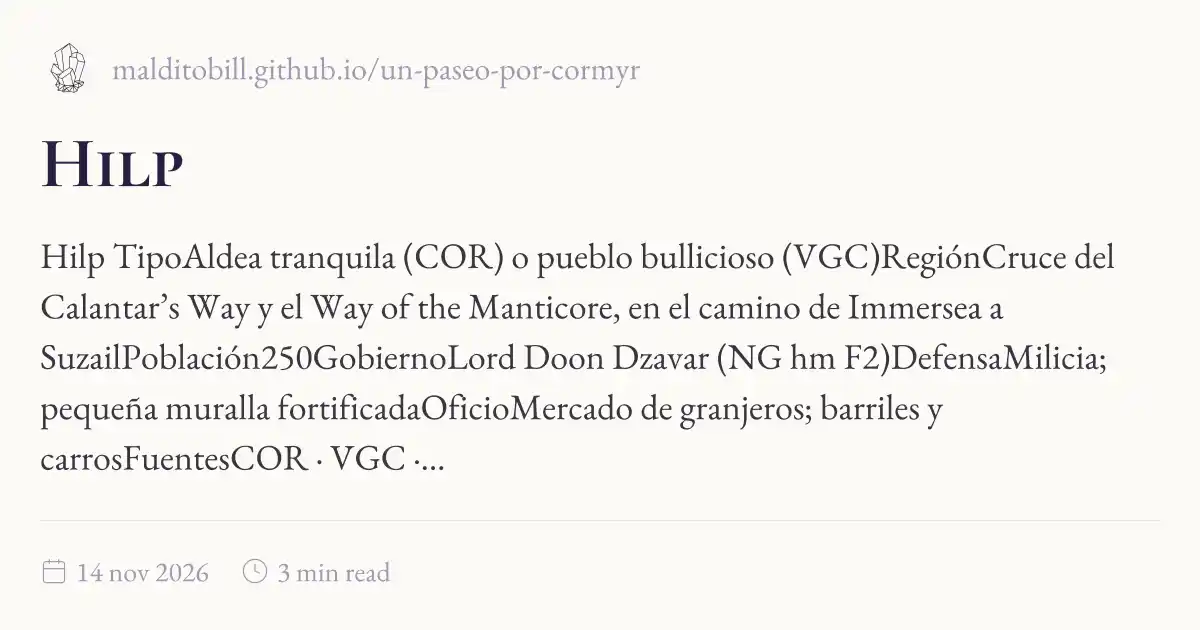 malditobill.github.io/un-paseo-por-cormyr
Hilp
Hilp TipoAldea tranquila (COR) o pueblo bullicioso (VGC)RegiónCruce del
Calantar’s Way y el Way of the Manticore, en el camino de Immersea a
SuzailPoblación250GobiernoLord Doon Dzavar (NG hm F2)DefensaMilicia;
pequeña muralla fortificadaOficioMercado de granjeros; barriles y
carrosFuentesCOR · VGC ·...
14 nov 2026 3 min read